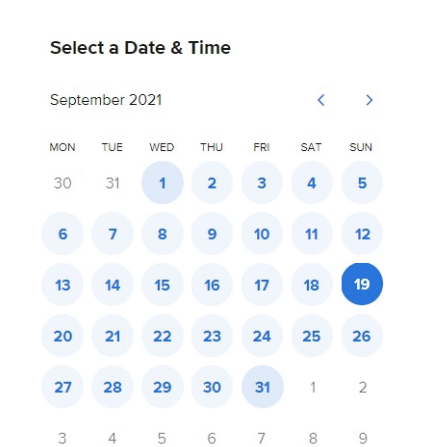 Select a Date & Time
September 2021
MON TUE WED THU FRI SAT SUN
30 31 1 2 3 4 5
6 7 8 9 10 11 12
13 14 15 16 17 18 19
20 21 22 23 24 25 26
27 28 29 30 31 1 2
3 4 5 6 7 8 9